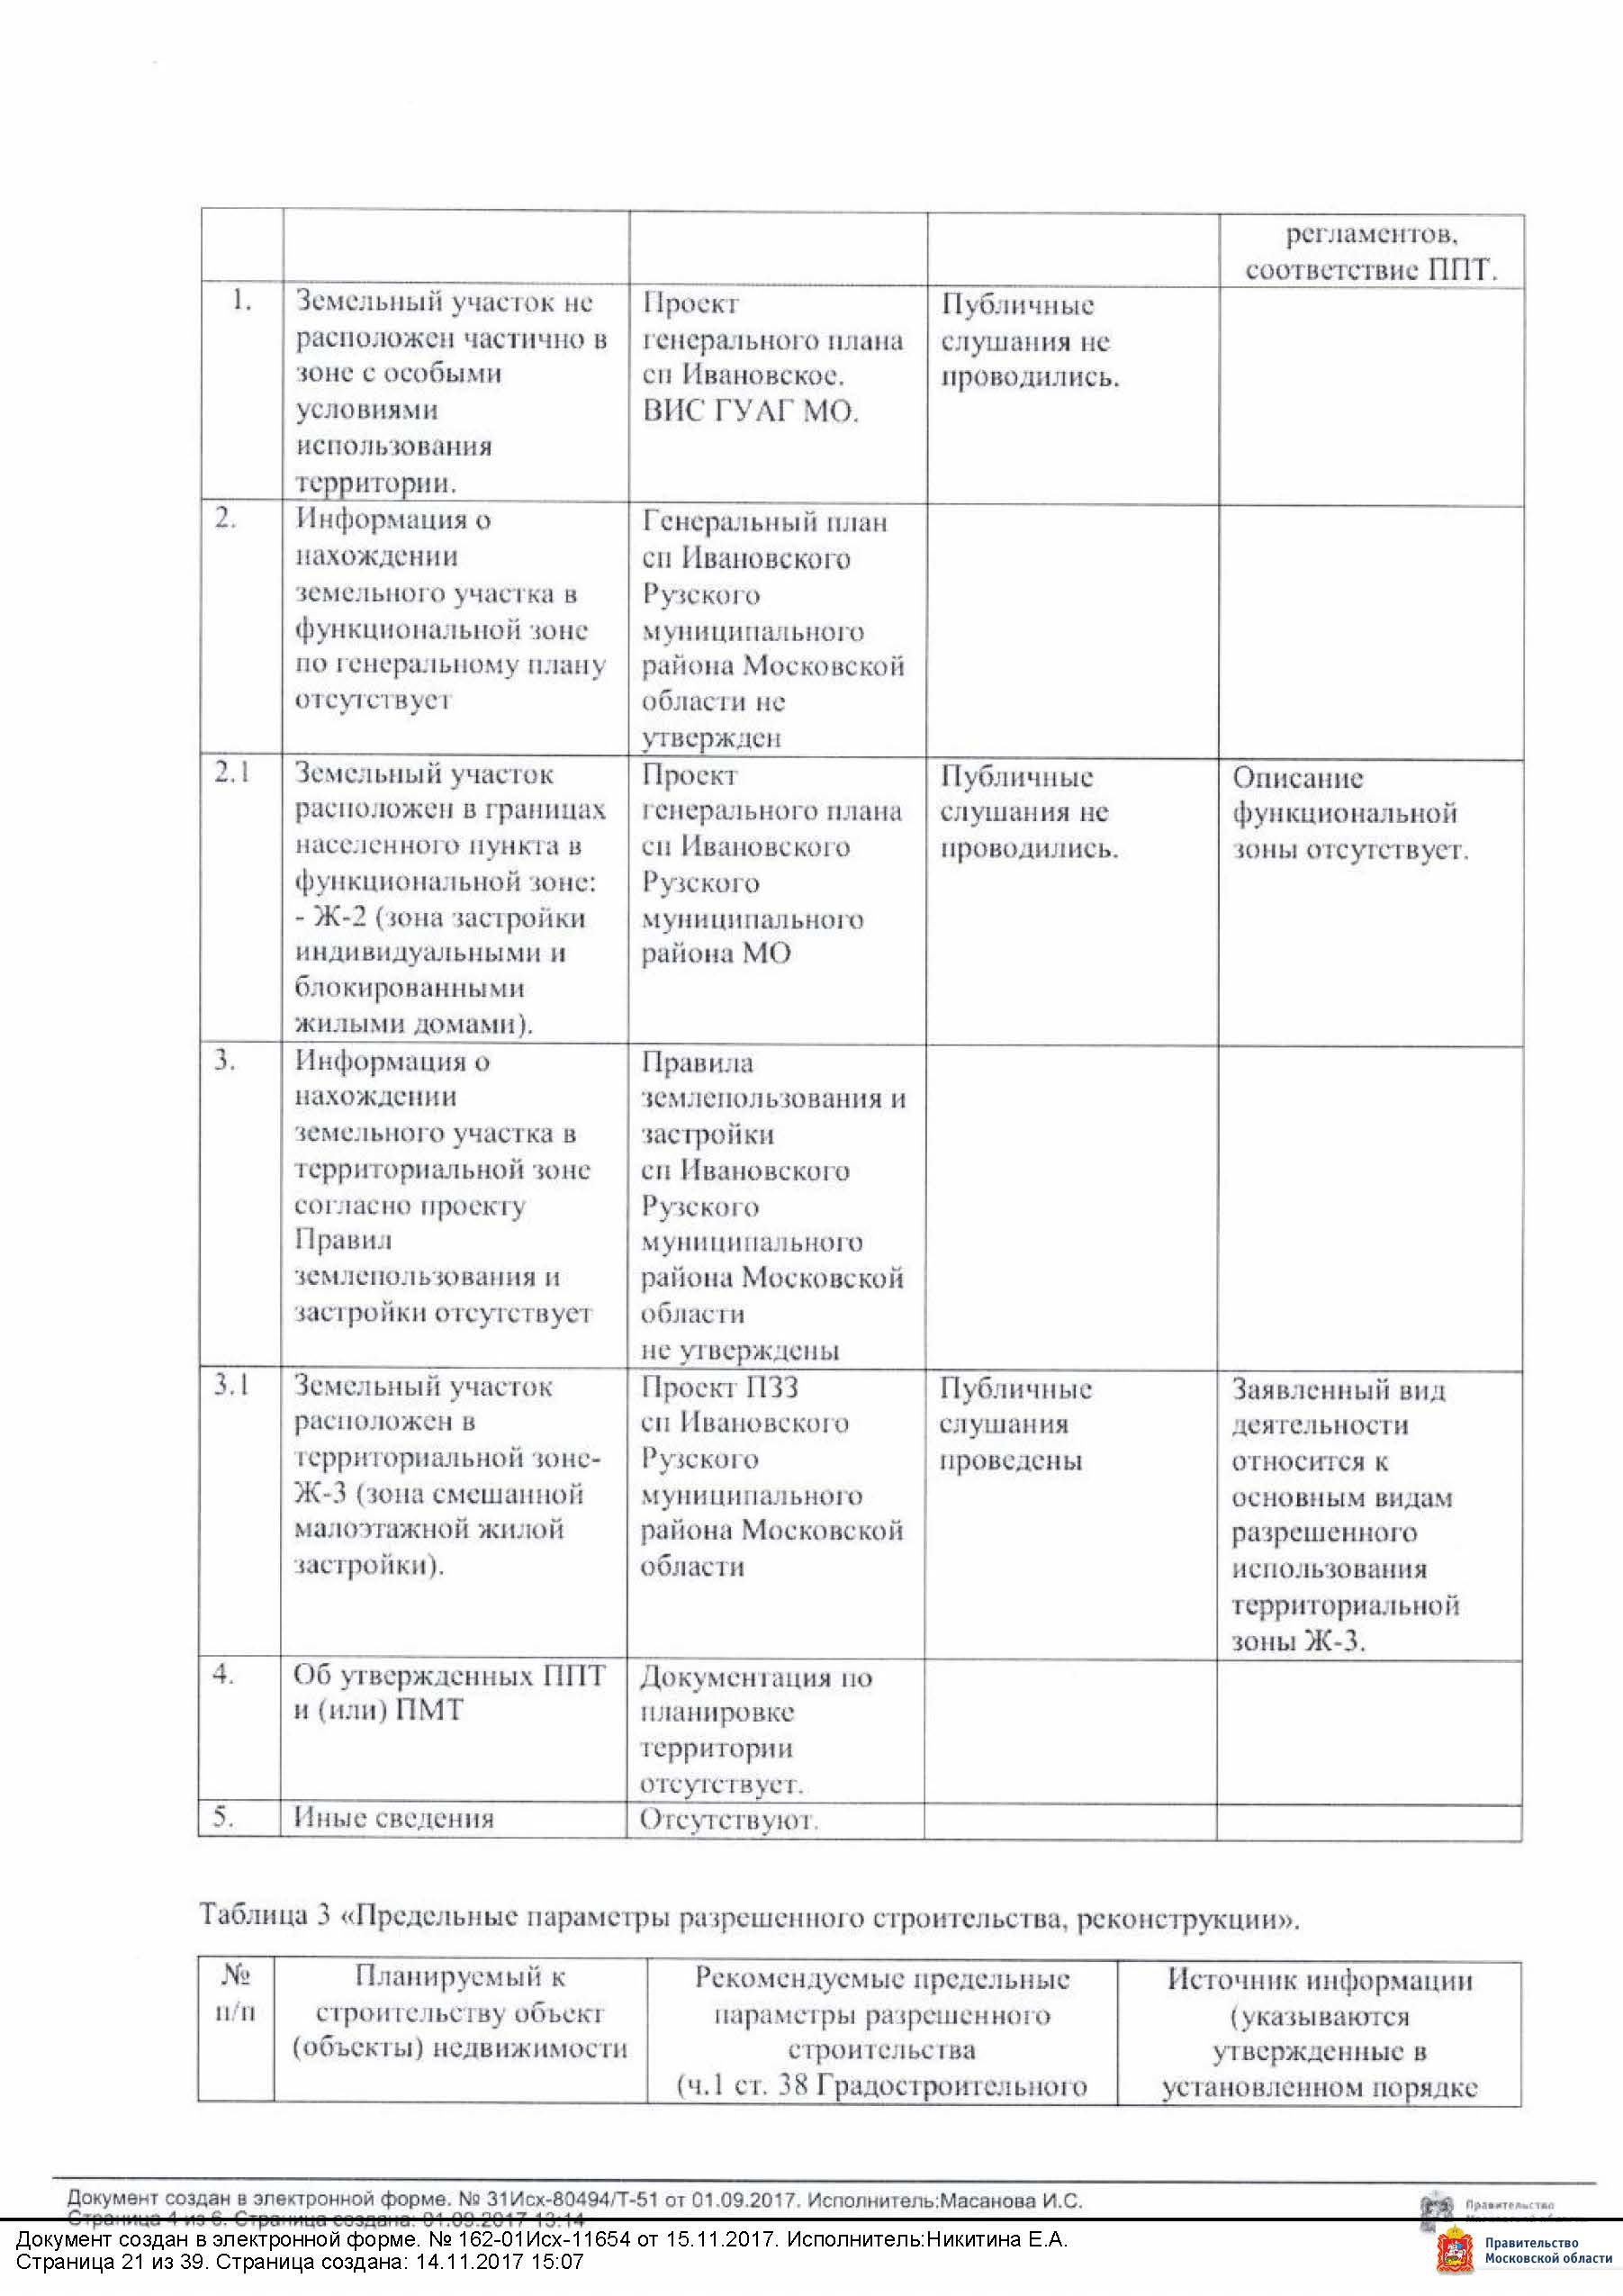 регламентов,
соответствие ППТ.
1.
Земельный участок не
расположен частично в
зоне с особыми
условиями
использования
территории.
Проект
генерального плана
сп Ивановское.
ВИС ГУАГ МО.
Публичные
слушания не
проводились.
2.
Информация о
нахождении
земельного участка в
функциональной зоне
по генеральному плану
отсутствует
Генеральный план
сп Ивановского
Рузского
муниципального
района Московской
области не
утвержден
2.1
Земельный участок
расположен в границах
населенного пункта в
функциональной зоне:
- Ж-2 (зона застройки
индивидуальными и
блокированными
жилыми домами).
Проект
генерального плана
сп Ивановского
Рузского
муниципального
района МО
Публичные
слушания не
проводились.
Описание
функциональной
зоны отсутствует.
3.
Информация о
нахождении
земельного участка в
территориальной зоне
согласно проекту
Правил
землепользования и
застройки отсутствует
Правила
землепользования и
застройки
сп Ивановского
Рузского
муниципального
района Московской
области
не утверждены
3.1
Земельный участок
расположен в
территориальной зоне-
Ж-3 (зона смешанной
малоэтажной жилой
застройки).
Проект ПЗЗ
сп Ивановского
Рузского
муниципального
района Московской
области
Публичные
слушания
проведены
Заявленный вид
деятельности
относится к
основным видам
разрешенного
использования
территориальной
зоны Ж-3.
4.
Об утвержденных ППТ
и (или) ПМТ
Документация по
планировке
территории
отсутствует.
5.
Иные сведения
Отсутствуют.
Таблица 3 «Предельные параметры разрешенного строительства, реконструкции».
№
п/п
Планируемый к
строительству объект
(объекты) недвижимости
Рекомендуемые предельные
параметры разрешенного
строительства
(ч.1 ст. 38 Градостроительного
Источник информации
(указываются
утвержденные в
установленном порядке
Документ создан в электронной форме. № 31Исх-80494/Т-51 от 01.09.2017. Исполнитель:Масанова И.С.
Страница 4 из 6. Страница создана: 01.09.2017 13:14
Правительство
Документ создан в электронной форме. № 162-01Исх-11654 от 15.11.2017. Исполнитель:Никитина Е.А.
Страница 21 из 39. Страница создана: 14.11.2017 15:07
Правительство
Московской области